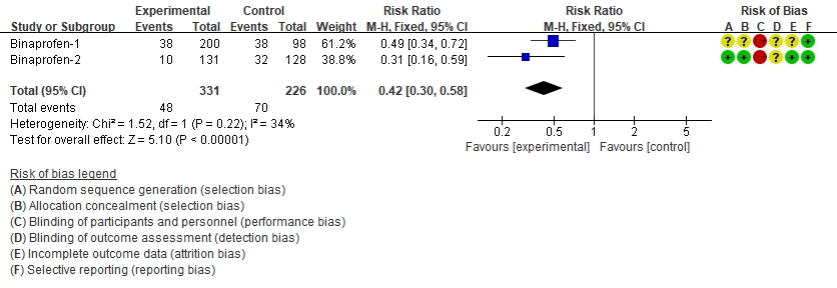 Experimental Control Risk Ratio Risk Ratio Risk of Bias
Study or Subgroup Events Total Events Total Weight M-H, Fixed, 95% CI M-H, Fixed, 95% CI A B C D E F
Binaprofen-1 38 200 38 98 61.2% 0.49 [0.34, 0.72] ? ? - ? ? +
Binaprofen-2 10 131 32 128 38.8% 0.31 [0.16, 0.59] + + - ? + +
Total (95% CI) 331 226 100.0% 0.42 [0.30, 0.58]
Total events 48 70
Heterogeneity: Chi² = 1.52, df = 1 (P = 0.22); I² = 34%
Test for overall effect: Z = 5.10 (P < 0.00001)
0.2 0.5 1 2 5
Favours [experimental] Favours [control]
Risk of bias legend
(A) Random sequence generation (selection bias)
(B) Allocation concealment (selection bias)
(C) Blinding of participants and personnel (performance bias)
(D) Blinding of outcome assessment (detection bias)
(E) Incomplete outcome data (attrition bias)
(F) Selective reporting (reporting bias)